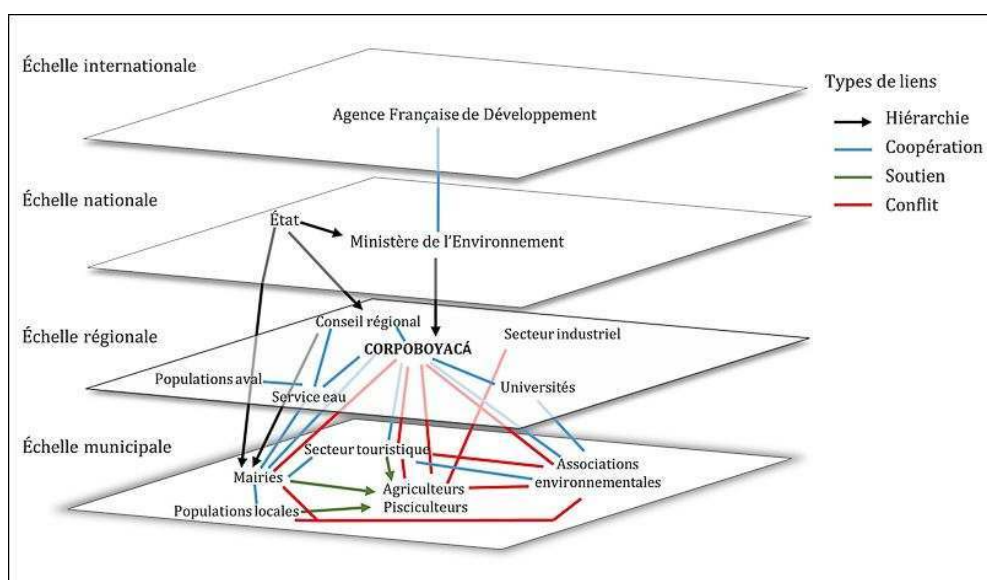 Échelle internationale
Agence Française de Développement
Types de liens
Hiérarchie
Coopération
Soutien
Conflit
Échelle nationale
État
Ministère de l'Environnement
Échelle régionale
Conseil régional
Secteur industriel
CORPOBOYACÁ
Populations aval
Service eau
Universités
Échelle municipale
Secteur touristique
Mairies
Associations
environnementales
Agriculteurs
Pisciculteurs
Populations locales